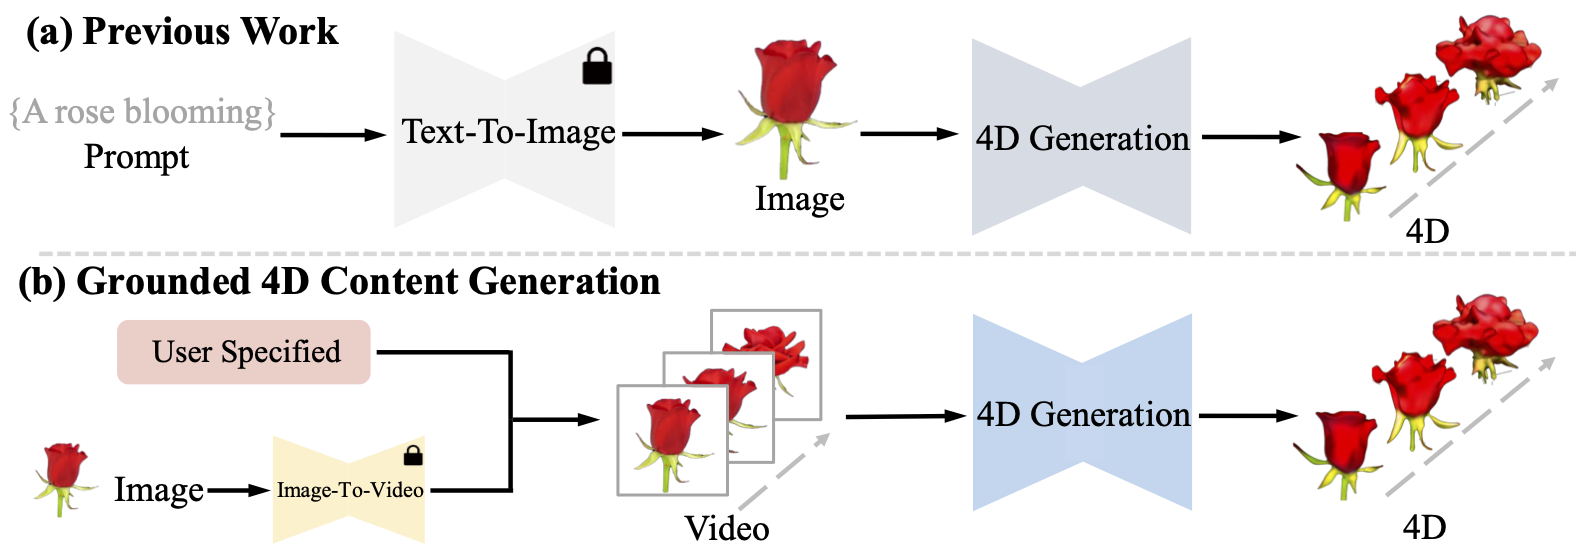 (a) Previous Work
{A rose blooming}
Prompt
Text-To-Image
Image
4D Generation
4D
(b) Grounded 4D Content Generation
User Specified
Image
Image-To-Video
Video
4D Generation
4D